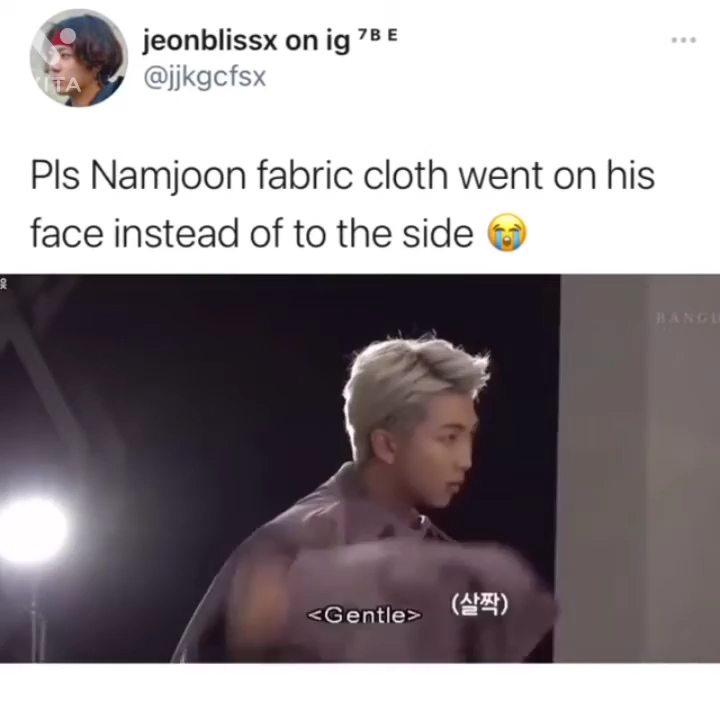 jeonblissx on ig ⁷ᴮ ᴱ
@jjkgcfsx
Pls Namjoon fabric cloth went on his
face instead of to the side 😭
BANGL
<Gentle> (살짝)